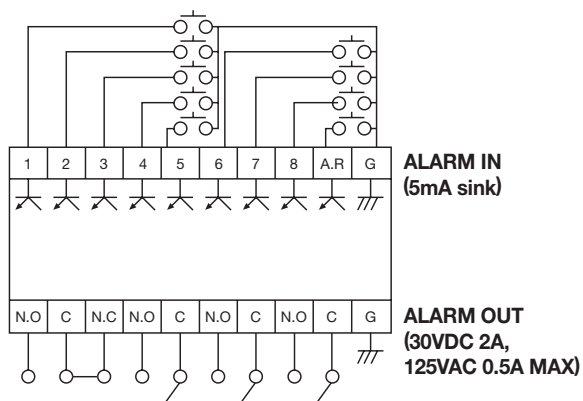 1 2 3 4 5 6 7 8 A.R G
ALARM IN
(5mA sink)
N.O C N.C N.O C N.O C N.O C G
ALARM OUT
(30VDC 2A,
125VAC 0.5A MAX)